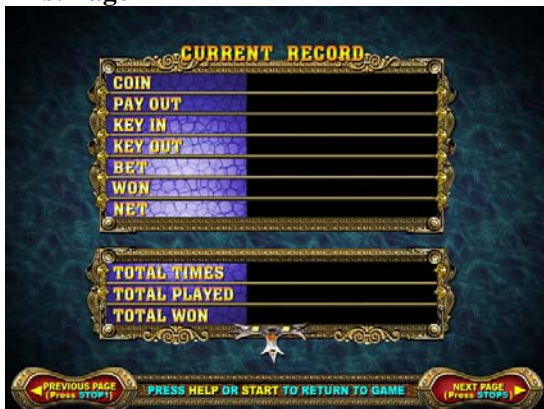 CURRENT RECORD
COIN
PAY OUT
KEY IN
KEY OUT
BET
WON
NET
TOTAL TIMES
TOTAL PLAYED
TOTAL WON
PREVIOUS PAGE
(Press STOP1)
PRESS HELP OR START TO RETURN TO GAME
NEXT PAGE
(Press STOP5)